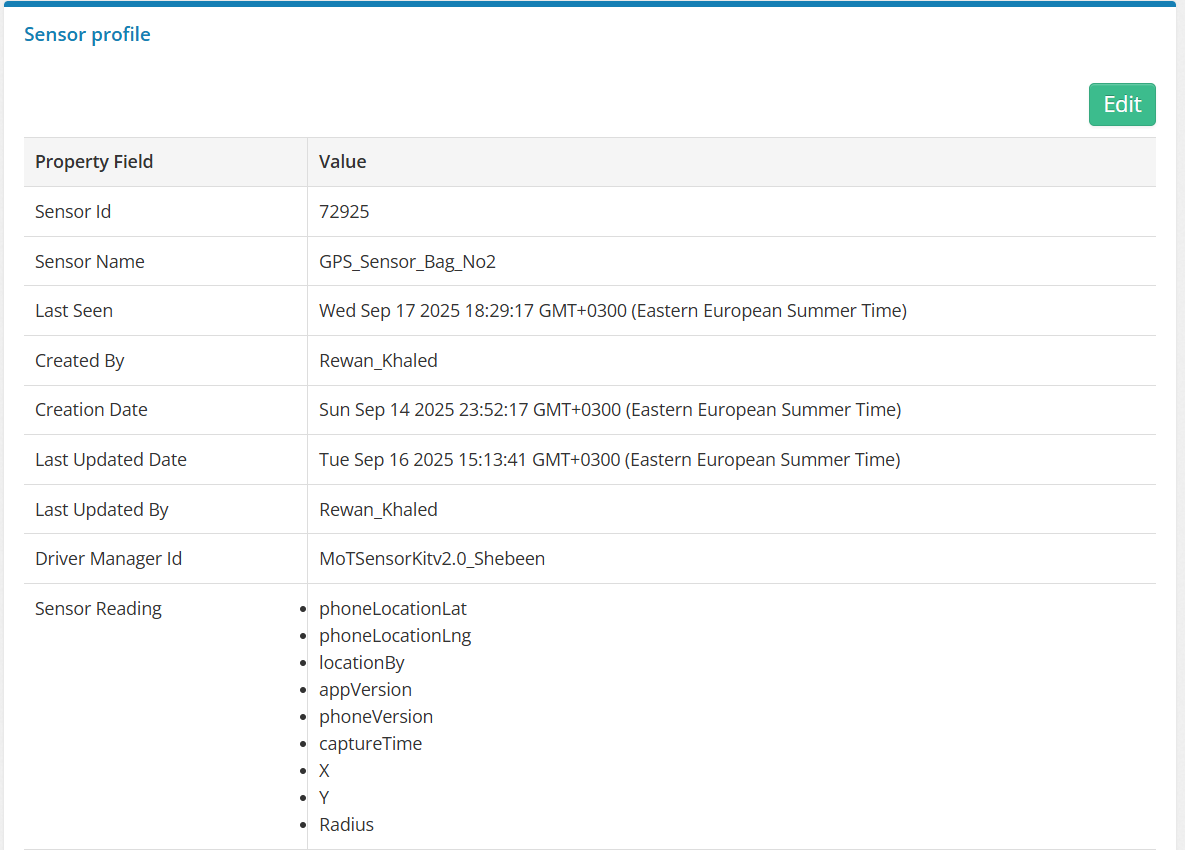 Sensor profile
Edit
Property Field Value
Sensor Id 72925
Sensor Name GPS_Sensor_Bag_No2
Last Seen Wed Sep 17 2025 18:29:17 GMT+0300 (Eastern European Summer Time)
Created By Rewan_Khaled
Creation Date Sun Sep 14 2025 23:52:17 GMT+0300 (Eastern European Summer Time)
Last Updated Date Tue Sep 16 2025 15:13:41 GMT+0300 (Eastern European Summer Time)
Last Updated By Rewan_Khaled
Driver Manager Id MoTSensorKitv2.0_Shebeen
Sensor Reading • phoneLocationLat
• phoneLocationLng
• locationBy
• appVersion
• phoneVersion
• captureTime
• X
• Y
• Radius